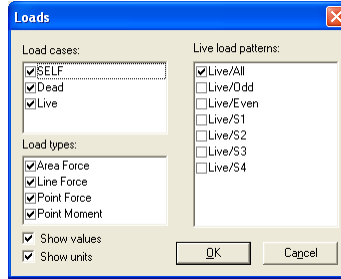 Loads
Load cases:
SELF
Dead
Live
Load types:
Area Force
Line Force
Point Force
Point Moment
Show values
Show units
Live load patterns:
Live/All
Live/Odd
Live/Even
Live/S1
Live/S2
Live/S3
Live/S4
OK
Cancel